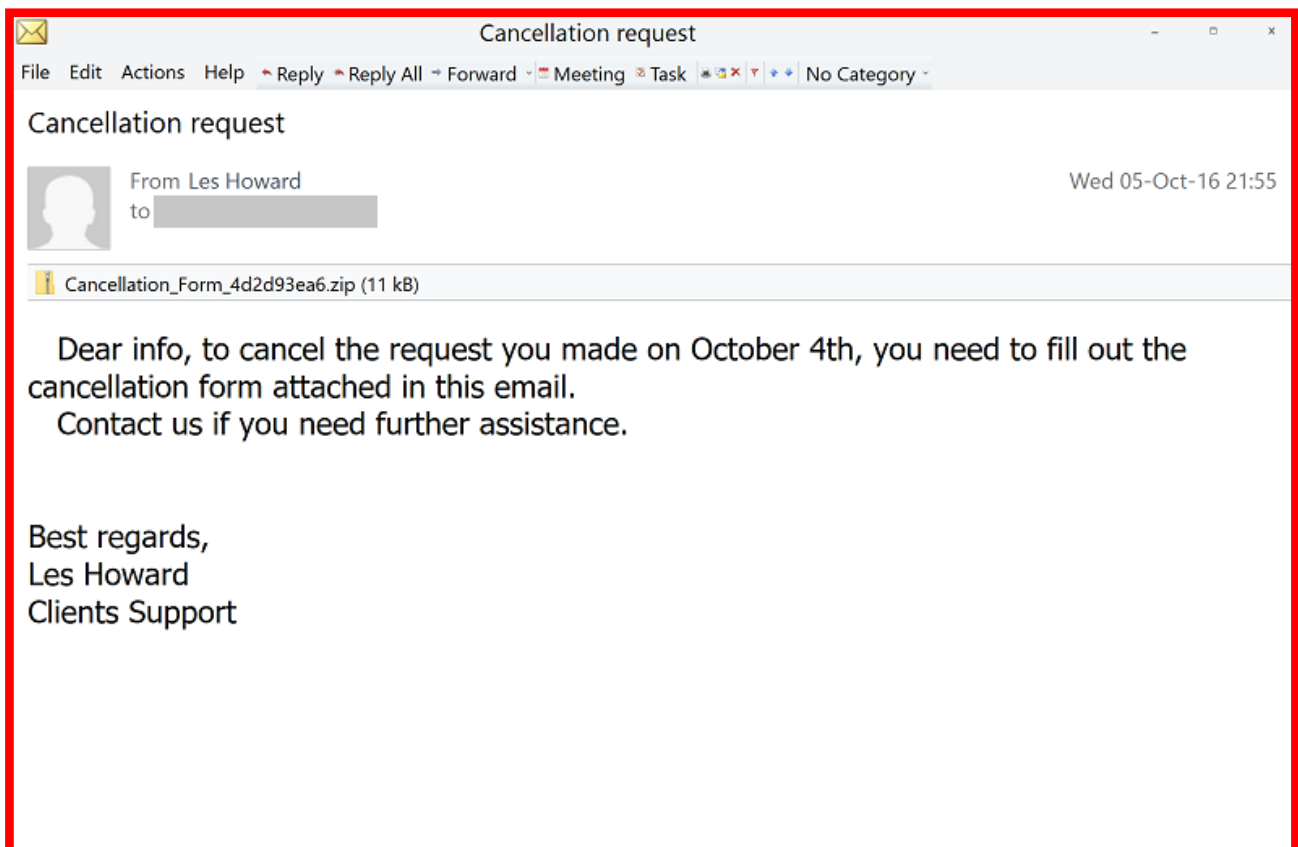 Cancellation request
File Edit Actions Help Reply Reply All Forward Meeting Task No Category
Cancellation request
From Les Howard
Wed 05-Oct-16 21:55
to
Cancellation_Form_4d2d93ea6.zip (11 kB)
Dear info, to cancel the request you made on October 4th, you need to fill out the
cancellation form attached in this email.
Contact us if you need further assistance.
Best regards,
Les Howard
Clients Support